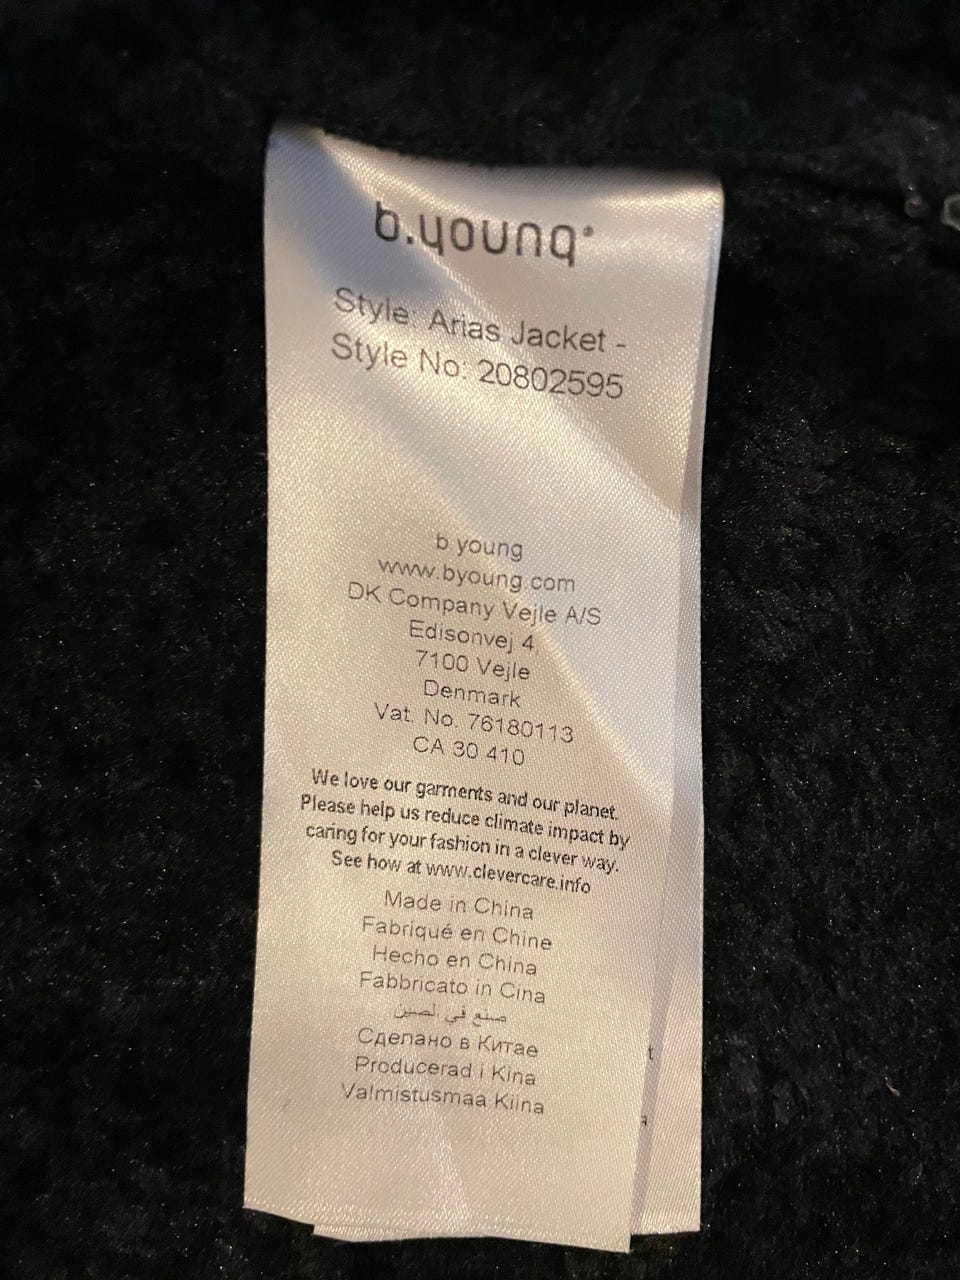 b.young
Style: Arias Jacket -
Style No: 20802595
b young
www.byoung.com
DK Company Vejle A/S
Edisonvej 4,
7100 Vejle
Denmark
Vat. No. 76180113
CA 30 410
We love our garments and our planet.
Please help us reduce climate impact by
caring for your fashion in a clever way.
See how at www.clevercare.info
Made in China
Fabriqué en Chine
Hecho en China
Fabbricato in Cina
صنع في الصين
Сделано в Китае
Producerad i Kina
Valmistusmaa Kiina
t